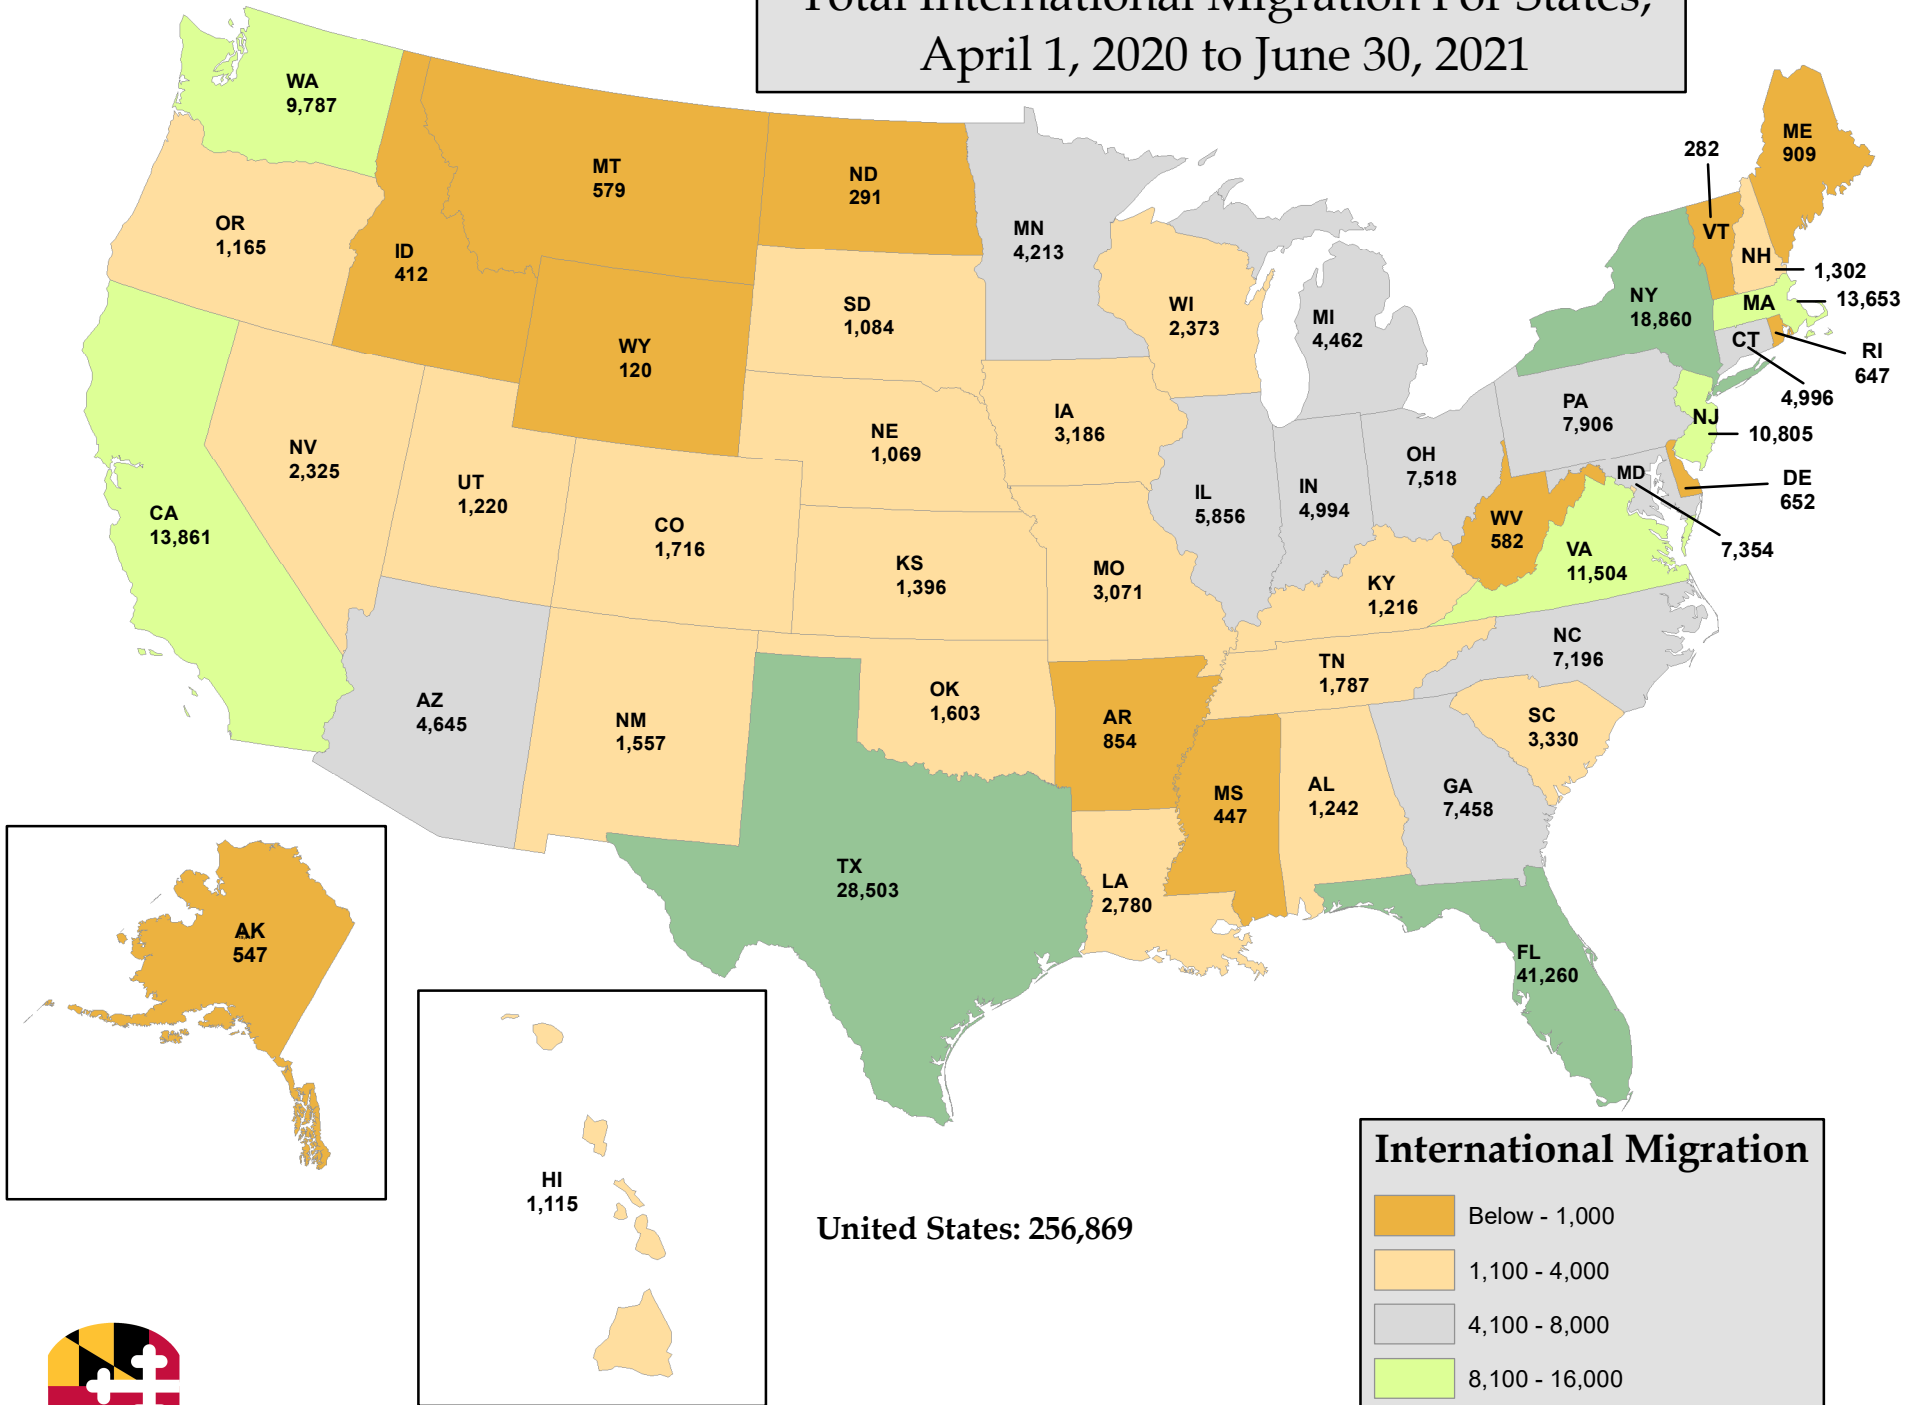 Total International Migration For States,
April 1, 2020 to June 30, 2021
WA
9,787
OR
1,165
CA
13,861
ID
412
NV
2,325
MT
579
WY
120
UT
1,220
AZ
4,645
CO
1,716
NM
1,557
ND
291
SD
1,084
NE
1,069
KS
1,396
OK
1,603
TX
28,503
MN
4,213
IA
3,186
MO
3,071
AR
854
LA
2,780
WI
2,373
IL
5,856
MS
447
MI
4,462
IN
4,994
KY
1,216
TN
1,787
AL
1,242
OH
7,518
GA
7,458
FL
41,260
SC
3,330
NC
7,196
VA
11,504
WV
582
PA
7,906
NY
18,860
282
VT
ME
909
NH
1,302
MA
13,653
CT
4,996
RI
647
NJ
10,805
MD
7,354
DE
652
AK
547
HI
1,115
United States: 256,869
International Migration
Below - 1,000
1,100 - 4,000
4,100 - 8,000
8,100 - 16,000